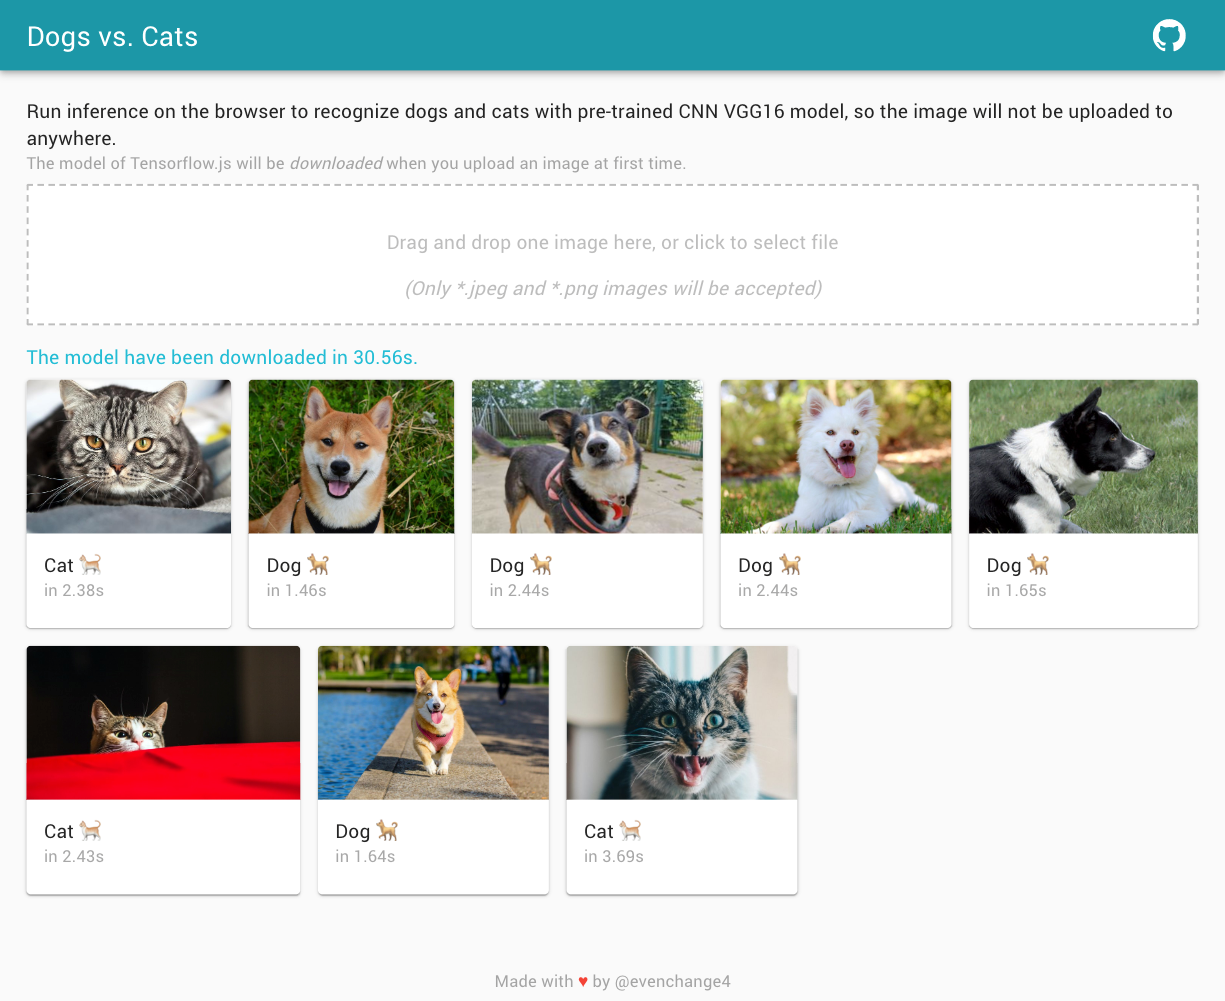 Dogs vs. Cats
Run inference on the browser to recognize dogs and cats with pre-trained CNN VGG16 model, so the image will not be uploaded to
anywhere.
The model of Tensorflow.js will be downloaded when you upload an image at first time.
Drag and drop one image here, or click to select file
(Only *.jpeg and *.png images will be accepted)
The model have been downloaded in 30.56s.
Cat 🐈
in 2.38s
Dog 🐕
in 1.46s
Dog 🐕
in 2.44s
Dog 🐕
in 2.44s
Dog 🐕
in 1.65s
Cat 🐈
in 2.43s
Dog 🐕
in 1.64s
Cat 🐈
in 3.69s
Made with ♥ by @evenchange4